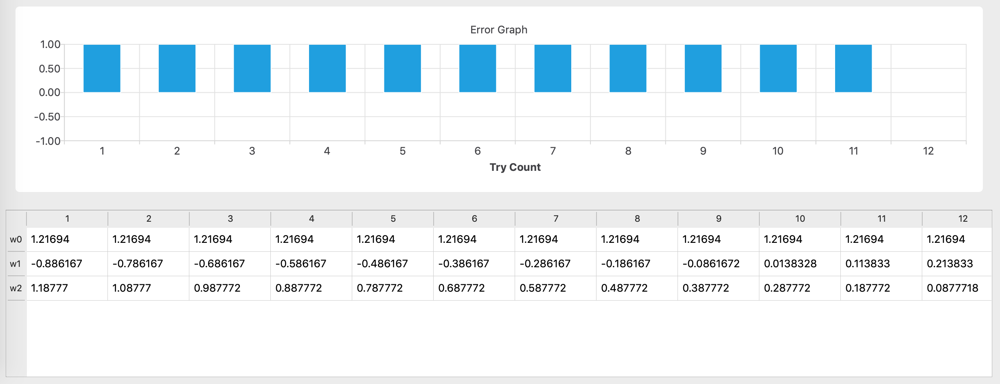 Error Graph
1.00
0.50
0.00
-0.50
-1.00
1 2 3 4 5 6 7 8 9 10 11 12
Try Count
1 2 3 4 5 6 7 8 9 10 11 12
w0 1.21694 1.21694 1.21694 1.21694 1.21694 1.21694 1.21694 1.21694 1.21694 1.21694 1.21694 1.21694
w1 -0.886167 -0.786167 -0.686167 -0.586167 -0.486167 -0.386167 -0.286167 -0.186167 -0.0861672 0.0138328 0.113833 0.213833
w2 1.18777 1.08777 0.987772 0.887772 0.787772 0.687772 0.587772 0.487772 0.387772 0.287772 0.187772 0.0877718